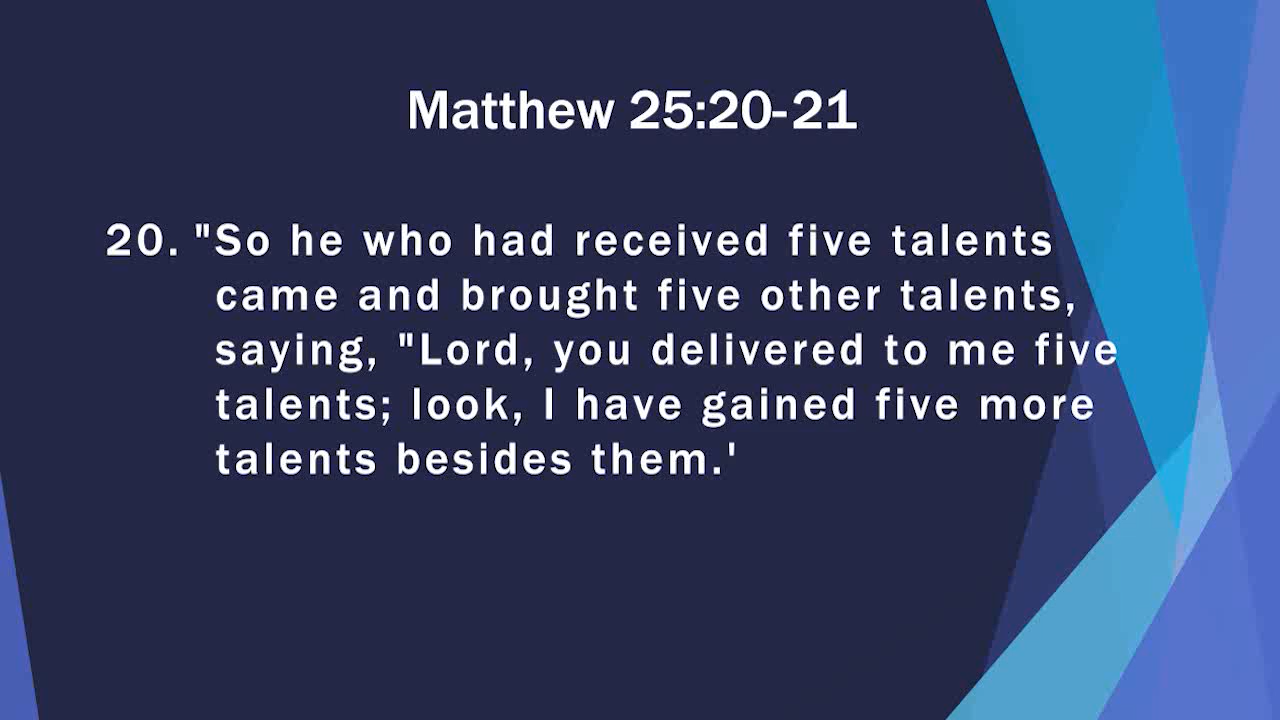 Matthew 25:20-21
20. "So he who had received five talents
came and brought five other talents,
saying, "Lord, you delivered to me five
talents; look, I have gained five more
talents besides them.'